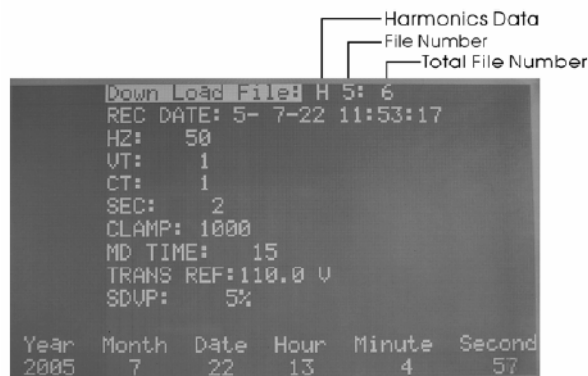 Harmonics Data
File Number
Total File Number
Down Load File: H 5: 6
REC DATE: 5- 7-22 11:53:17
HZ: 50
VT: 1
CT: 1
SEC: 2
CLAMP: 1000
MD TIME: 15
TRANS REF:110.0 V
SDVP: 5%
Year Month Date Hour Minute Second
2005 7 22 13 4 57